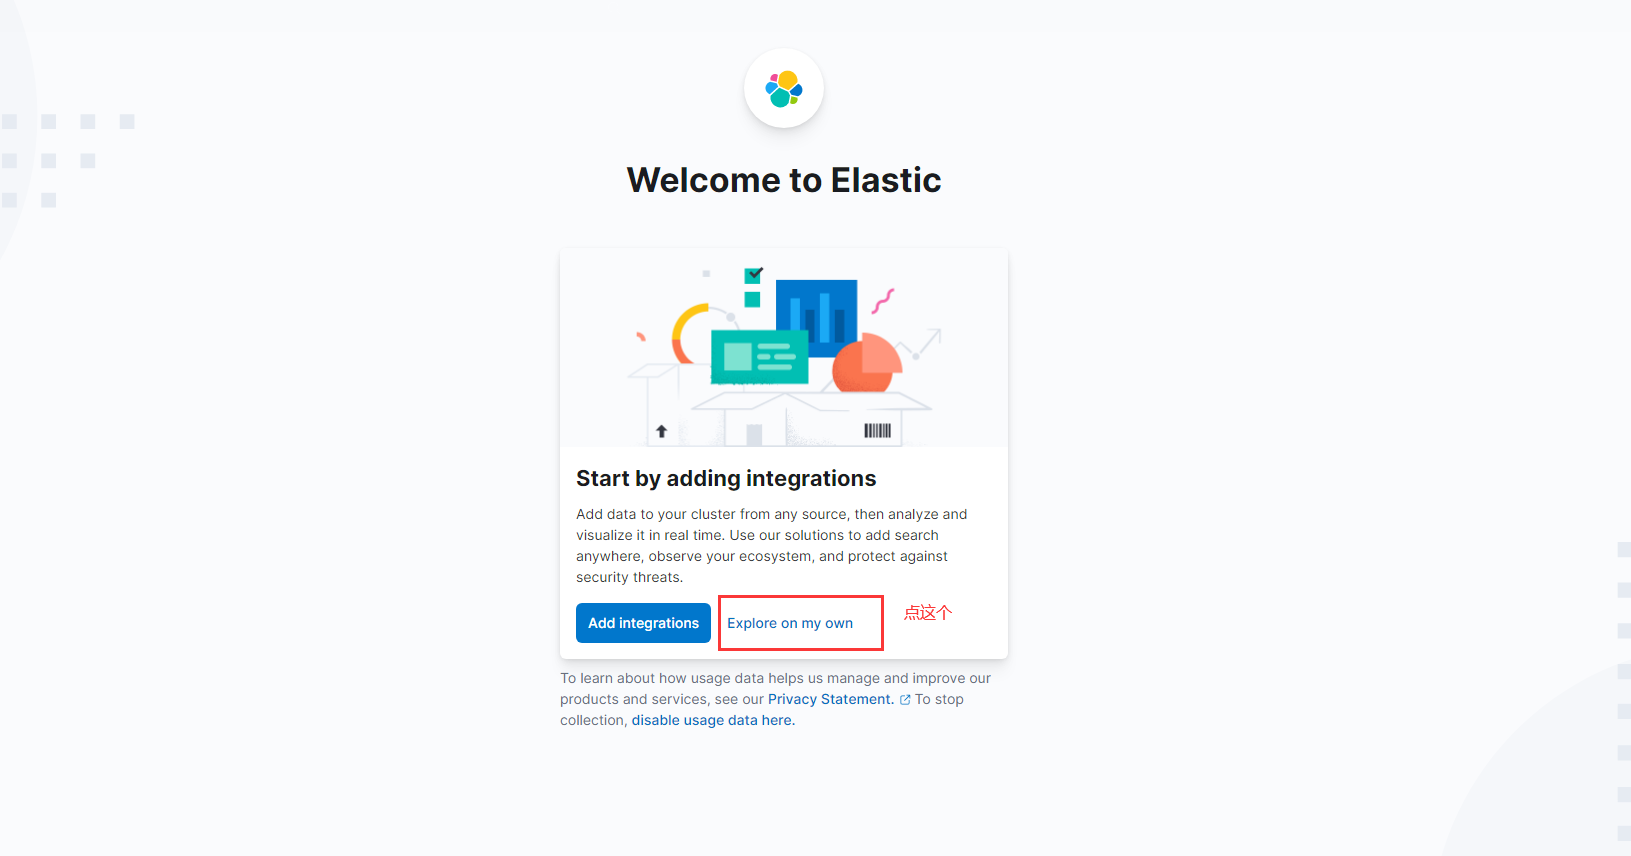 Welcome to Elastic
Start by adding integrations
Add data to your cluster from any source, then analyze and
visualize it in real time. Use our solutions to add search
anywhere, observe your ecosystem, and protect against
security threats.
Add integrations
Explore on my own
点这个
To learn about how usage data helps us manage and improve our
products and services, see our Privacy Statement. To stop
collection, disable usage data here.